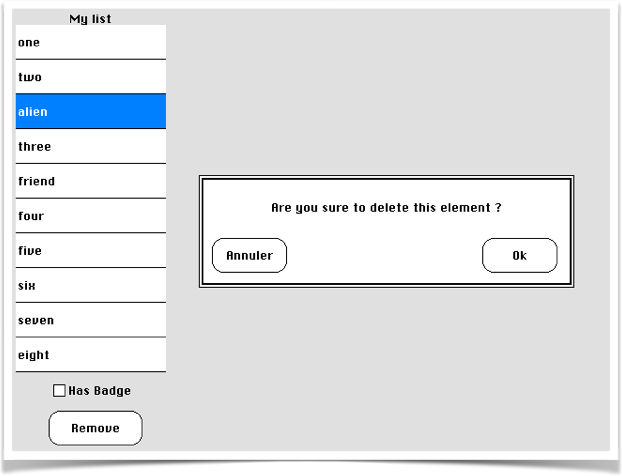 My list
one
two
alien
three
friend
four
five
six
seven
eight
Has Badge
Remove
Are you sure to delete this element ?
Annuler
Ok